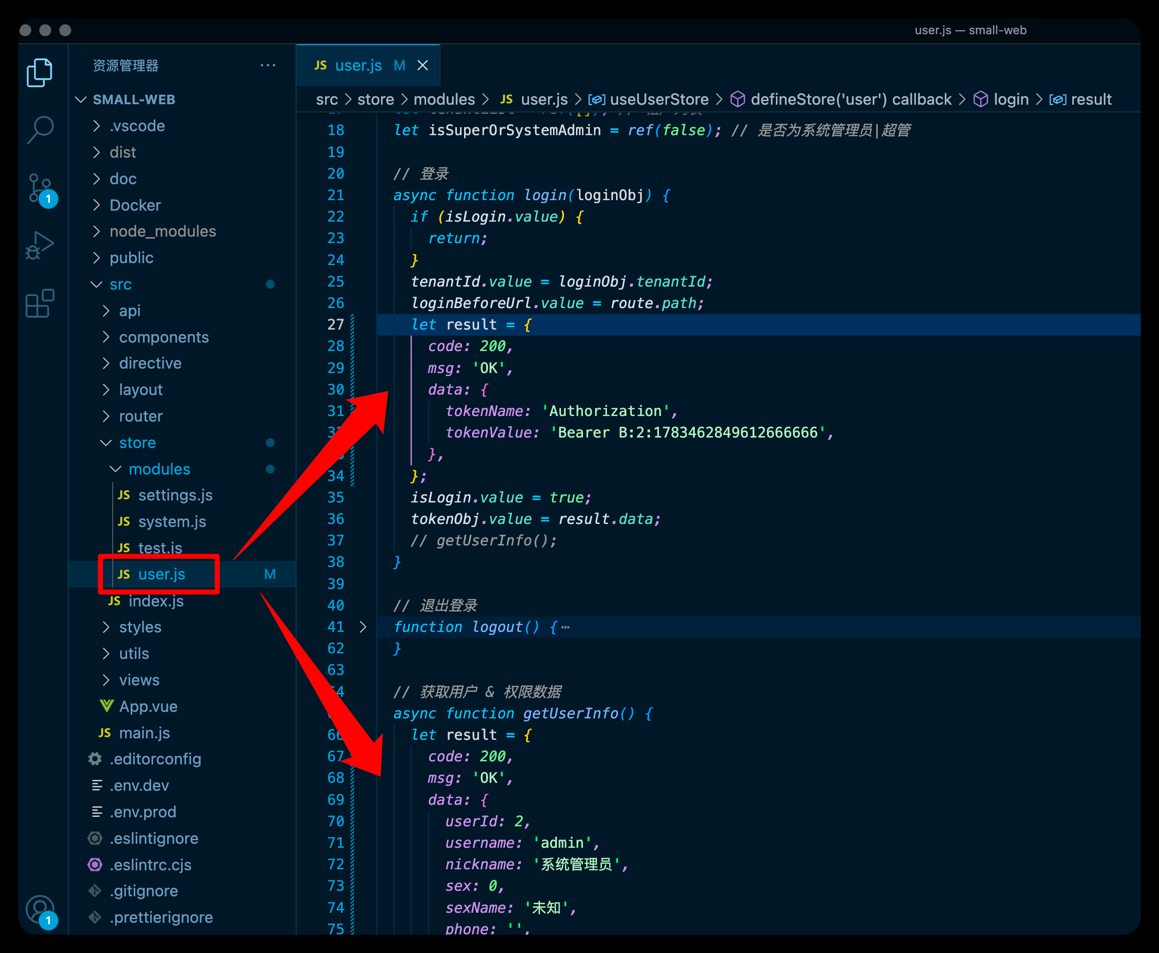 user.js — small-web
资源管理器 ···
JS user.js M
SMALL-WEB
src > store > modules > JS user.js > useUserStore > defineStore('user') callback > login > result
.vscode
dist
doc
Docker
node_modules
public
src
api
components
directive
layout
router
store
modules
JS settings.js
JS system.js
JS test.js
JS user.js M
JS index.js
styles
utils
views
App.vue
JS main.js
.editorconfig
.env.dev
.env.prod
.eslintignore
.eslintrc.cjs
.gitignore
.prettierignore
1
1
18 let isSuperOrSystemAdmin = ref(false); // 是否为系统管理员|超管
19
20 // 登录
21 async function login(loginObj) {
22 if (isLogin.value) {
23 return;
24 }
25 tenantId.value = loginObj.tenantId;
26 loginBeforeUrl.value = route.path;
27 let result = {
28 code: 200,
29 msg: 'OK',
30 data: {
31 tokenName: 'Authorization',
tokenValue: 'Bearer B:2:1783462849612666666',
},
34 };
35 isLogin.value = true;
36 tokenObj.value = result.data;
37 // getUserInfo();
38 }
39
40 // 退出登录
41 function logout() { ⋯
62 }
63
// 获取用户 & 权限数据
async function getUserInfo() {
66 let result = {
67 code: 200,
68 msg: 'OK',
69 data: {
70 userId: 2,
71 username: 'admin',
72 nickname: '系统管理员',
73 sex: 0,
74 sexName: '未知',
75 phone: '',